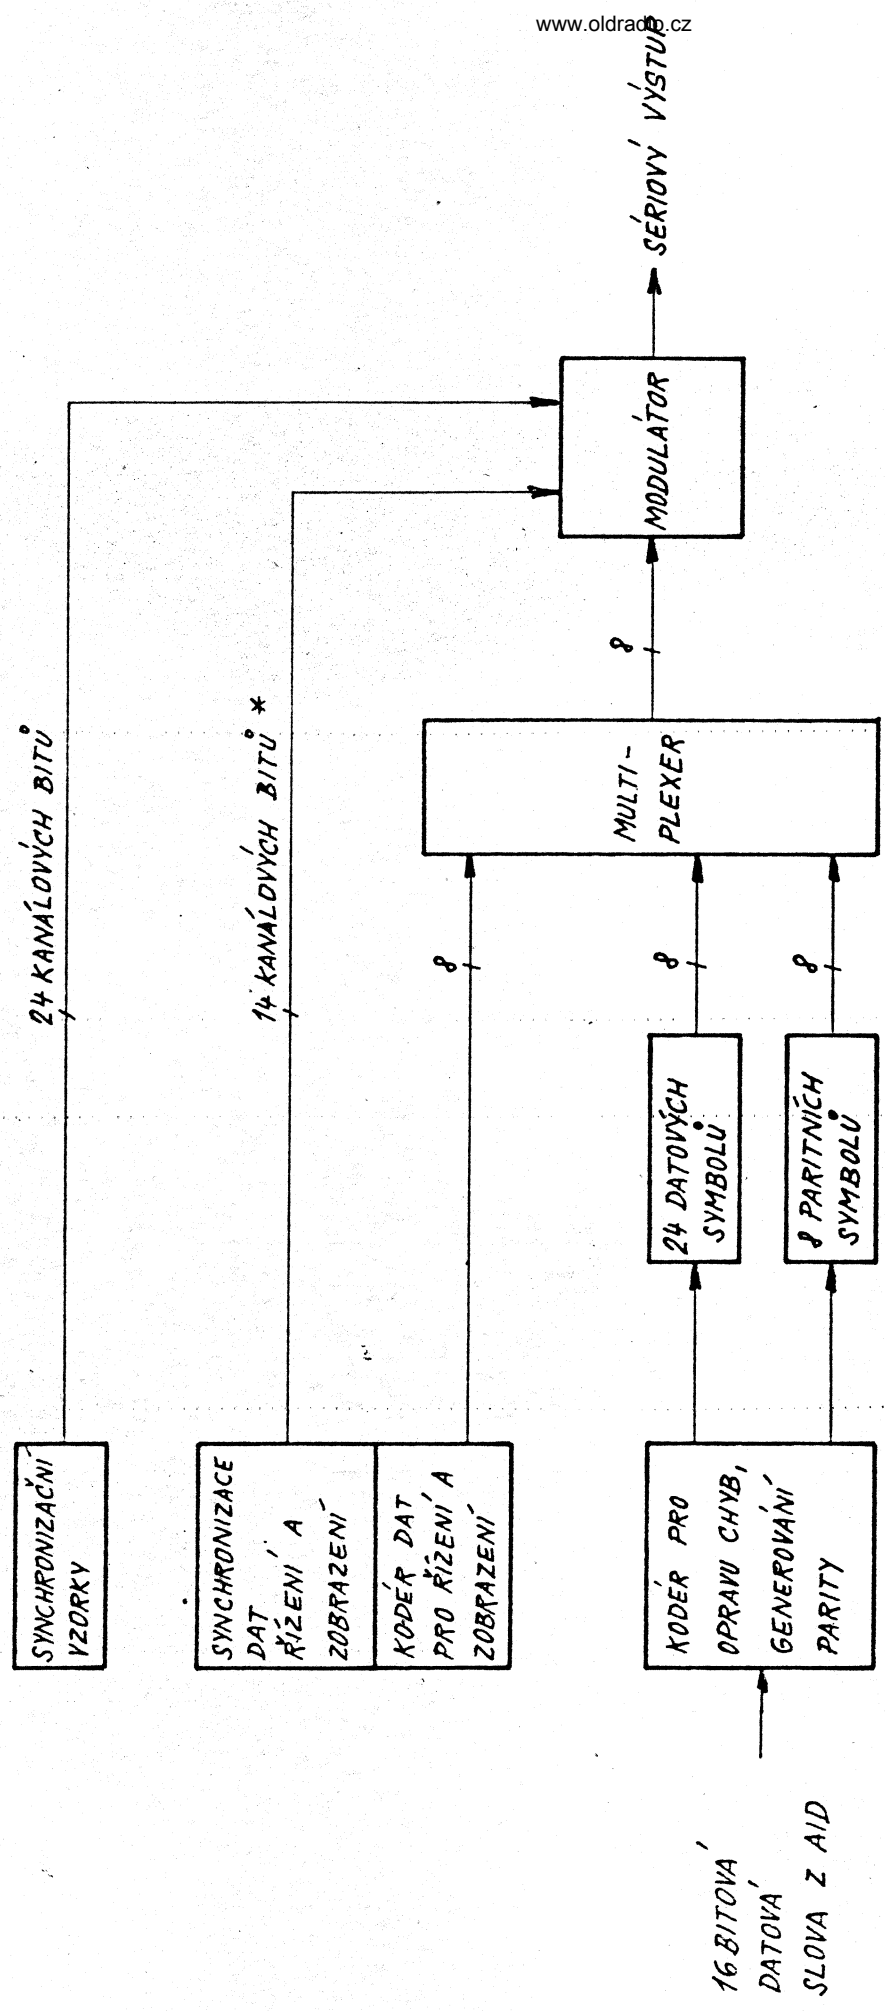 www.oldradio.cz
24 KANÁLOVÝCH BITŮ
14 KANÁLOVÝCH BITŮ *
SYNCHRONIZAČNÍ
VZORKY
SYNCHRONIZACE
DAT
ŘÍZENÍ A
ZOBRAZENÍ
KODÉR DAT
PRO ŘÍZENÍ A
ZOBRAZENÍ
8
KODÉR PRO
OPRAVU CHYB,
GENEROVÁNÍ
PARITY
16 BITOVÁ
DATOVÁ
SLOVA Z A/D
24 DATOVÝCH
SYMBOLŮ
8
8 PARITNÍCH
SYMBOLŮ
8
MULTI-
PLEXER
8
MODULÁTOR
SÉRIOVÝ VÝSTUP